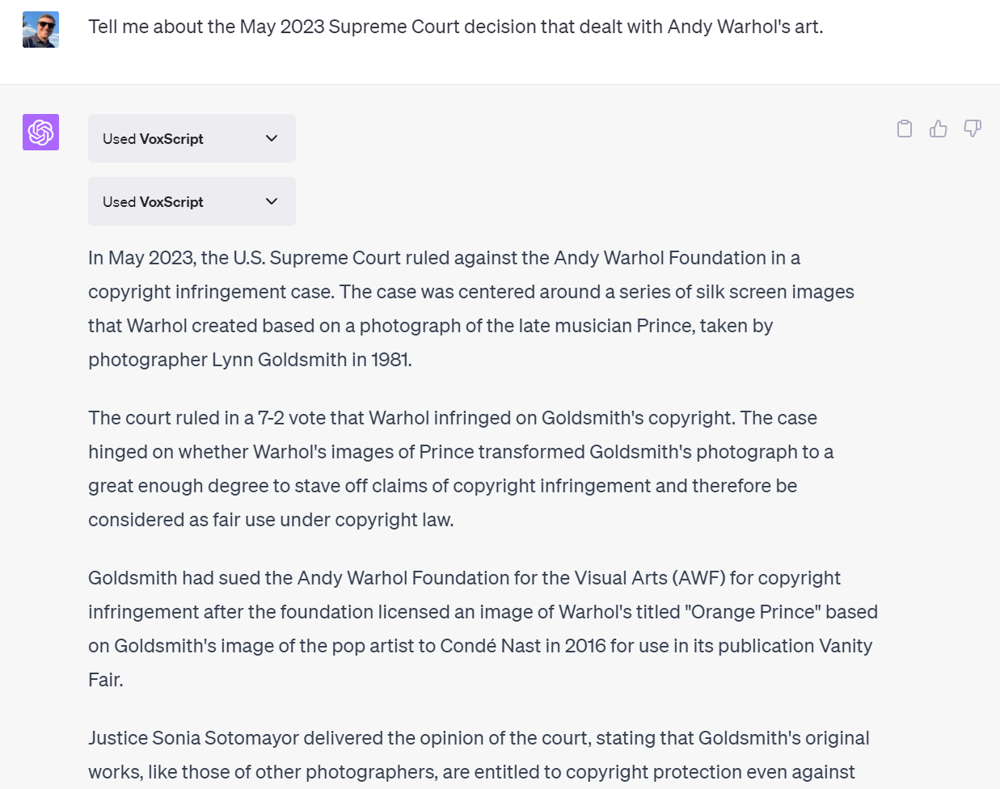 Tell me about the May 2023 Supreme Court decision that dealt with Andy Warhol's art.
Used VoxScript
Used VoxScript
In May 2023, the U.S. Supreme Court ruled against the Andy Warhol Foundation in a
copyright infringement case. The case was centered around a series of silk screen images
that Warhol created based on a photograph of the late musician Prince, taken by
photographer Lynn Goldsmith in 1981.
The court ruled in a 7-2 vote that Warhol infringed on Goldsmith's copyright. The case
hinged on whether Warhol's images of Prince transformed Goldsmith's photograph to a
great enough degree to stave off claims of copyright infringement and therefore be
considered as fair use under copyright law.
Goldsmith had sued the Andy Warhol Foundation for the Visual Arts (AWF) for copyright
infringement after the foundation licensed an image of Warhol's titled "Orange Prince" based
on Goldsmith's image of the pop artist to Condé Nast in 2016 for use in its publication Vanity
Fair.
Justice Sonia Sotomayor delivered the opinion of the court, stating that Goldsmith's original
works, like those of other photographers, are entitled to copyright protection even against